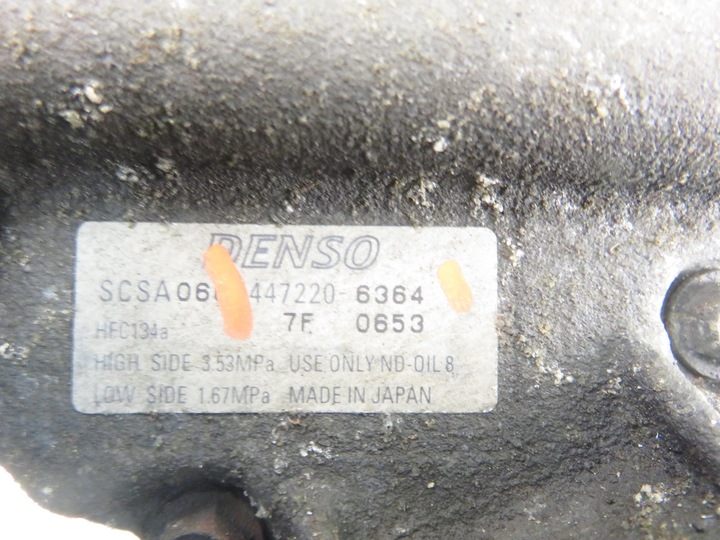 DENSO
SCSA06 447220-6364
7F 0653
HFC134a
HIGH SIDE 3.53MPa USE ONLY ND-OIL 8
LOW SIDE 1.67MPa MADE IN JAPAN